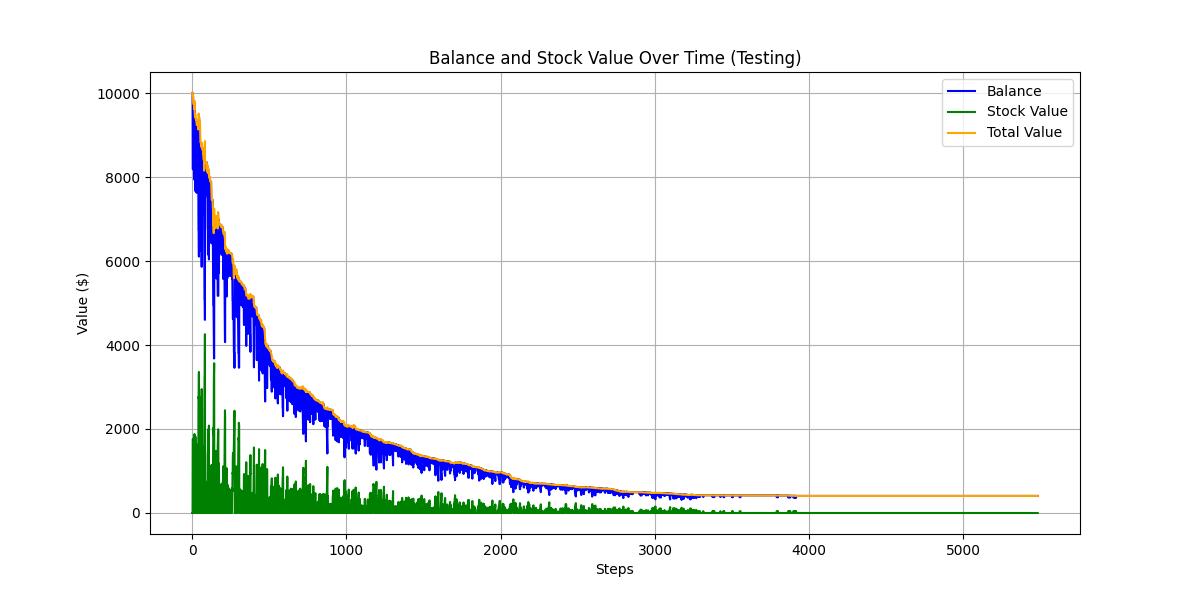 Balance and Stock Value Over Time (Testing)
Balance
Stock Value
Total Value
Value ($)
10000
8000
6000
4000
2000
0
0 1000 2000 3000 4000 5000
Steps